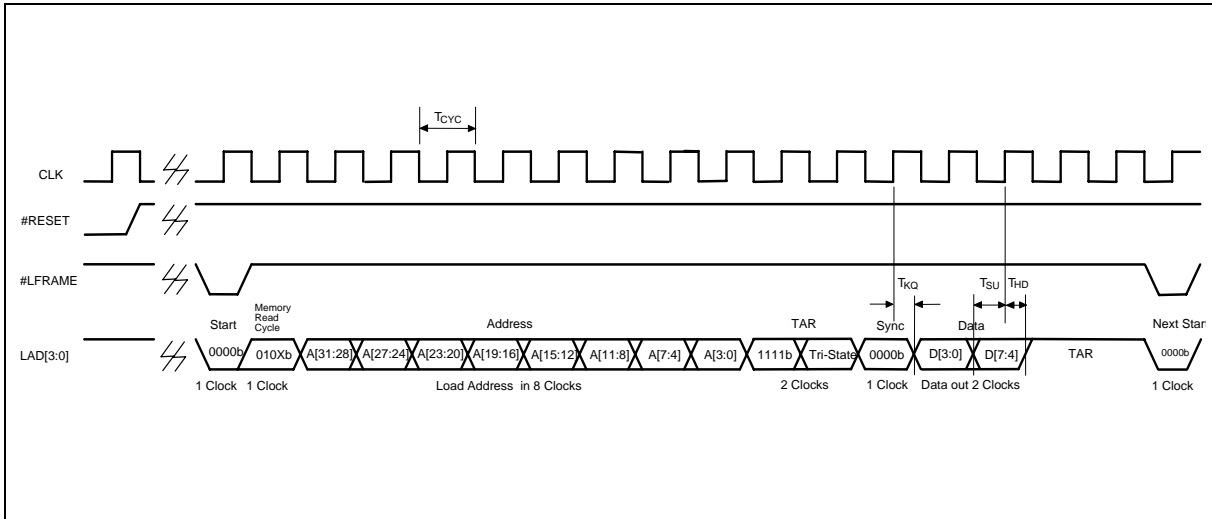 TCYC
CLK
#RESET
#LFRAME
TKQ
TSU
THD
Memory
Read
Cycle
Start
Address
TAR
Sync
Data
Next Start
LAD[3:0]
0000b
010Xb
A[31:28]
A[27:24]
A[23:20]
A[19:16]
A[15:12]
A[11:8]
A[7:4]
A[3:0]
1111b
Tri-State
0000b
D[3:0]
D[7:4]
TAR
0000b
1 Clock
1 Clock
Load Address in 8 Clocks
2 Clocks
1 Clock
Data out 2 Clocks
1 Clock